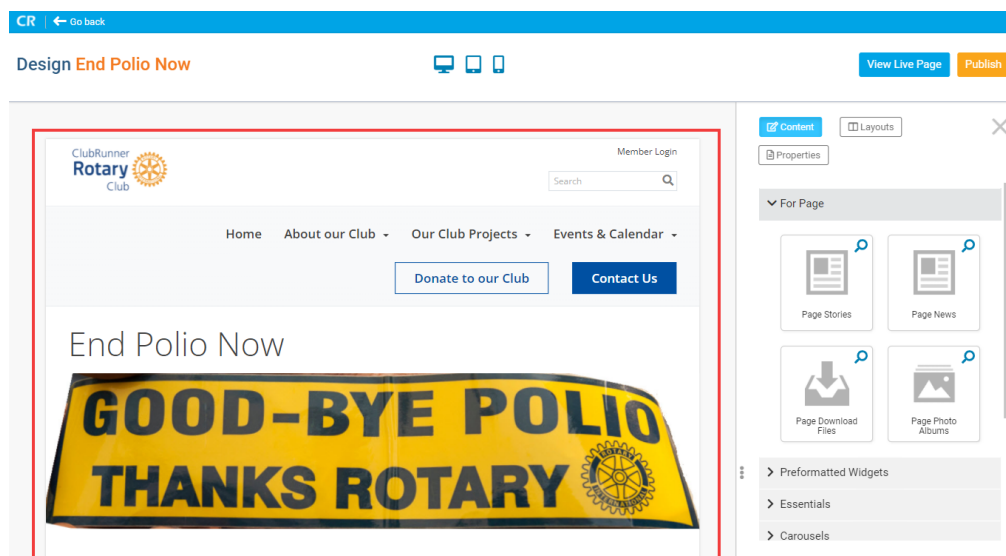 CR Go back
Design End Polio Now
View Live Page
Publish
ClubRunner
Rotary
Club
Member Login
Search
Home About our Club Our Club Projects Events & Calendar
Donate to our Club
Contact Us
End Polio Now
GOOD-BYE POLIO
THANKS ROTARY
ROTARY
INTERNATIONAL
Content
Layouts
Properties
For Page
Page Stories
Page News
Page Download
Files
Page Photo
Albums
Preformatted Widgets
Essentials
Carousels